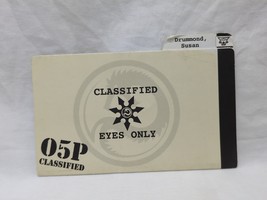 Drummond,
Susan
CLASSIFIED
EYES ONLY
05P
CLASSIFIED